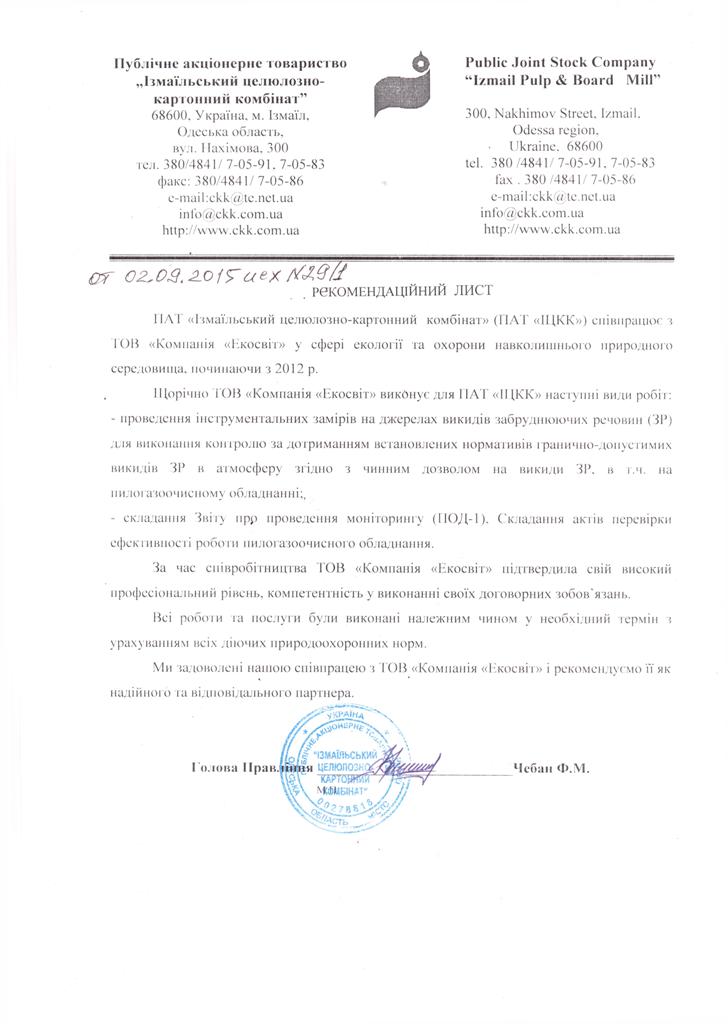 Публічне акціонерне товариство
„Ізмаїльський целюлозно-
картонний комбінат”
68600, Україна, м. Ізмаїл,
Одеська область,
вул. Нахімова, 300
тел. 380/4841/ 7-05-91, 7-05-83
факс: 380/4841/ 7-05-86
e-mail:ckk@te.net.ua
info@ckk.com.ua
http://www.ckk.com.ua
Public Joint Stock Company
“Izmail Pulp & Board Mill”
300, Nakhimov Street, Izmail,
Odessa region,
Ukraine, 68600
tel. 380 /4841/ 7-05-91, 7-05-83
fax . 380 /4841/ 7-05-86
e-mail:ckk@te.net.ua
info@ckk.com.ua
http://www.ckk.com.ua
от 02.09.2015 исх N29/1
РЕКОМЕНДАЦІЙНИЙ ЛИСТ
ПАТ «Ізмаїльський целюлозно-картонний комбінат» (ПАТ «ІЦКК») співпрацює з
ТОВ «Компанія «Екосвіт» у сфері екології та охорони навколишнього природного
середовища, починаючи з 2012 р.
Щорічно ТОВ «Компанія «Екосвіт» виконує для ПАТ «ІЦКК» наступні види робіт:
- проведення інструментальних замірів на джерелах викидів забруднюючих речовин (ЗР)
для виконання контролю за дотриманням встановлених нормативів гранично-допустимих
викидів ЗР в атмосферу згідно з чинним дозволом на викиди ЗР, в т.ч. на
пилогазоочисному обладнанні;
- складання Звіту про проведення моніторингу (ПОД-1). Складання актів перевірки
ефективності роботи пилогазоочисного обладнання.
За час співробітництва ТОВ «Компанія «Екосвіт» підтвердила свій високий
професіональний рівєнь, компетентність у виконанні своїх договорних зобов`язань.
Всі роботи та послуги були виконані належним чином у необхідний термін з
урахуванням всіх діючих природоохоронних норм.
Ми задоволені нашою співпрацею з ТОВ «Компанія «Екосвіт» і рекомендуємо її як
надійного та відповідального партнера.
Голова Правління Чебан Ф.М.
М.П.
УКРАЇНА
ПУБЛІЧНЕ АКЦІОНЕРНЕ
"ІЗМАЇЛЬСЬКИЙ
ЦЕЛЮЛОЗНО-
КАРТОННИЙ
КОМБІНАТ"
00278818
ОБЛАСТЬ МІСТО